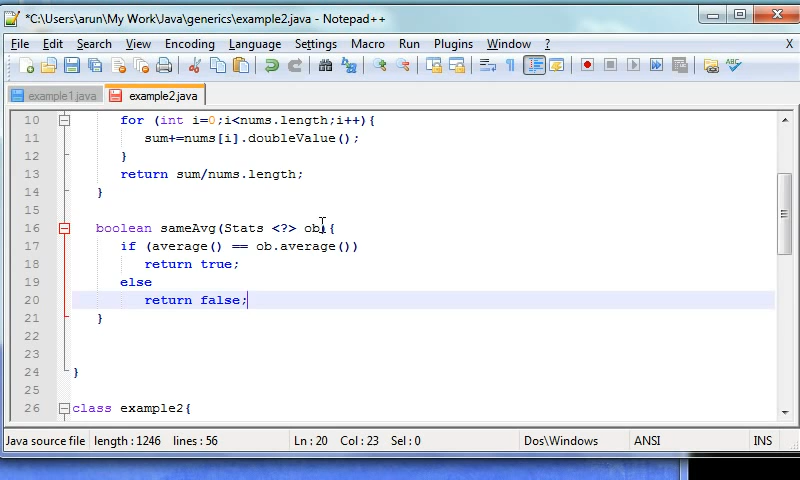 *C:\Users\arun\My Work\Java\generics\example2.java - Notepad++
File Edit Search View Encoding Language Settings Macro Run Plugins Window ? X
example1.java example2.java
10 for (int i=0;i<nums.length;i++){
11 sum+=nums[i].doubleValue();
12 }
13 return sum/nums.length;
14 }
15
16 boolean sameAvg(Stats <?> ob){
17 if (average() == ob.average())
18 return true;
19 else
20 return false;
21 }
22
23
24 }
25
26 class example2{
Java source file length : 1246 lines : 56 Ln : 20 Col : 23 Sel : 0 Dos\Windows ANSI INS